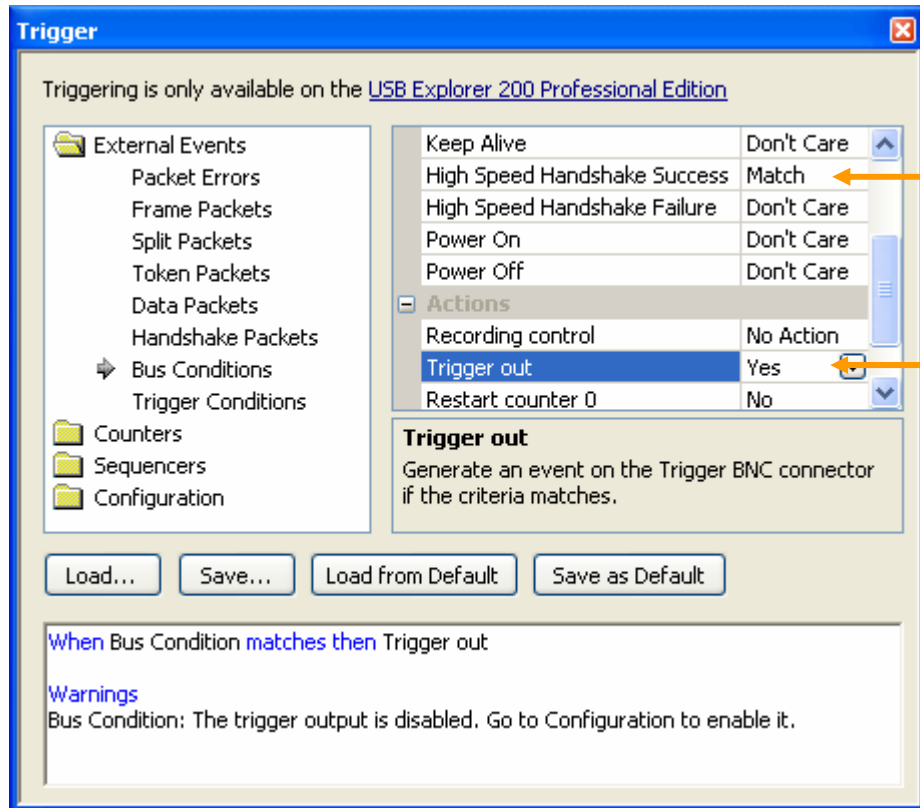 Trigger
Triggering is only available on the USB Explorer 200 Professional Edition
External Events
Packet Errors
Frame Packets
Split Packets
Token Packets
Data Packets
Handshake Packets
Bus Conditions
Trigger Conditions
Counters
Sequencers
Configuration
Keep Alive Don't Care
High Speed Handshake Success Match
High Speed Handshake Failure Don't Care
Power On Don't Care
Power Off Don't Care
Actions
Recording control No Action
Trigger out Yes
Restart counter 0 No
Trigger out
Generate an event on the Trigger BNC connector
if the criteria matches.
Load... Save... Load from Default Save as Default
When Bus Condition matches then Trigger out
Warnings
Bus Condition: The trigger output is disabled. Go to Configuration to enable it.